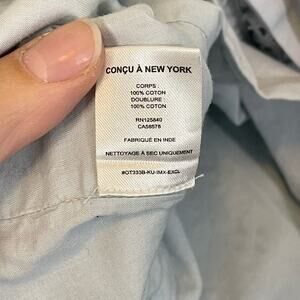 CONÇU À NEW YORK
CORPS :
100% COTON
DOUBLURE :
100% COTON
RN125840
CA56578
FABRIQUÉ EN INDE
NETTOYAGE À SEC UNIQUEMENT
#OT333B-KU-IMX-EXCL